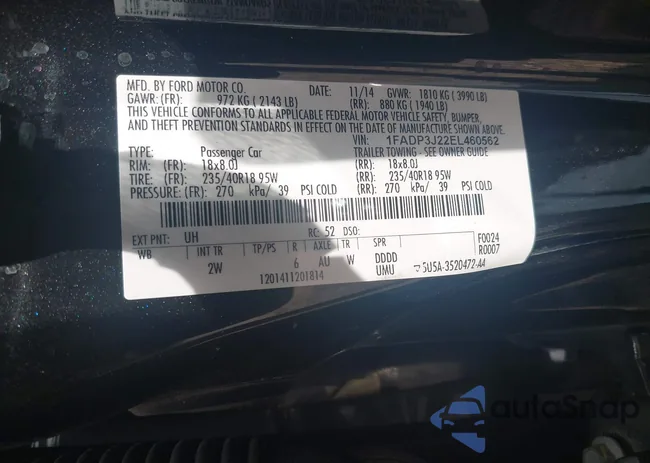 MFD. BY FORD MOTOR CO. DATE: 11/14 GVWR: 1810 KG ( 3990 LB)
GAWR: (FR): 972 KG ( 2143 LB) (RR): 880 KG ( 1940 LB)
THIS VEHICLE CONFORMS TO ALL APPLICABLE FEDERAL MOTOR VEHICLE SAFETY, BUMPER,
AND THEFT PREVENTION STANDARDS IN EFFECT ON THE DATE OF MANUFACTURE SHOWN ABOVE.
VIN: 1FADP3J22EL460562
TYPE: Passenger Car TRAILER TOWING - SEE OWNER GUIDE
RIM: (FR): 18x8.0J (RR): 18x8.0J
TIRE: (FR): 235/40R18 95W (RR): 235/40R18 95W
PRESSURE: (FR): 270 kPa/ 39 PSI COLD (RR): 270 kPa/ 39 PSI COLD
EXT PNT: UH RC: 52 DSO: F0024
WB INT TR TP/PS R AXLE TR SPR R0007
2W 6 AU W DDDD
UMU
1201411201814 5U5A-3520472-AA
autoSnap